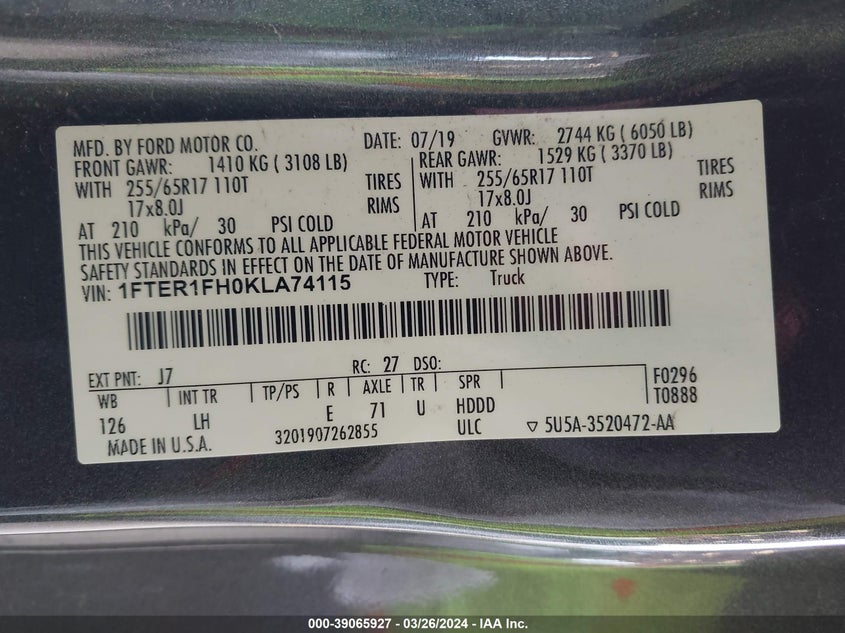 MFD. BY FORD MOTOR CO. DATE: 07/19 GVWR: 2744 KG ( 6050 LB)
FRONT GAWR: 1410 KG ( 3108 LB) REAR GAWR: 1529 KG ( 3370 LB)
WITH 255/65R17 110T TIRES WITH 255/65R17 110T TIRES
17x8.0J RIMS 17x8.0J RIMS
AT 210 kPa/ 30 PSI COLD AT 210 kPa/ 30 PSI COLD
THIS VEHICLE CONFORMS TO ALL APPLICABLE FEDERAL MOTOR VEHICLE
SAFETY STANDARDS IN EFFECT ON THE DATE OF MANUFACTURE SHOWN ABOVE.
VIN: 1FTER1FH0KLA74115 TYPE: Truck
EXT PNT: J7 RC: 27 DSO:
WB INT TR TP/PS R AXLE TR SPR F0296
126 LH E 71 U HDDD T0888
MADE IN U.S.A. 3201907262855 ULC ▽ 5U5A-3520472-AA
000-39065927 - 03/26/2024 - IAA Inc.